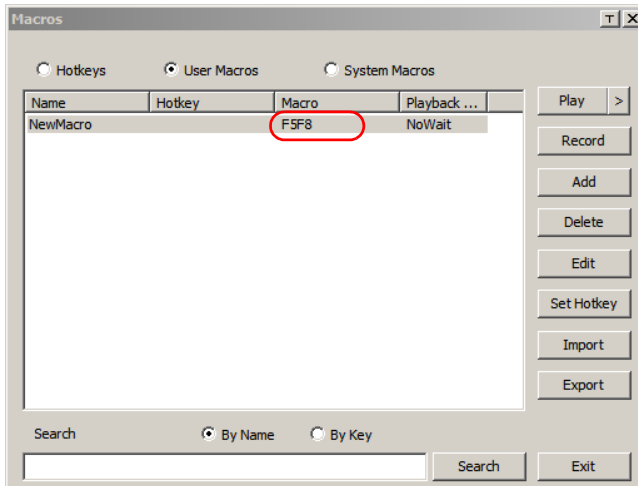 Macros
Hotkeys User Macros System Macros
Name Hotkey Macro Playback ...
NewMacro F5F8 NoWait
Play >
Record
Add
Delete
Edit
Set Hotkey
Import
Export
Search By Name By Key
Search Exit